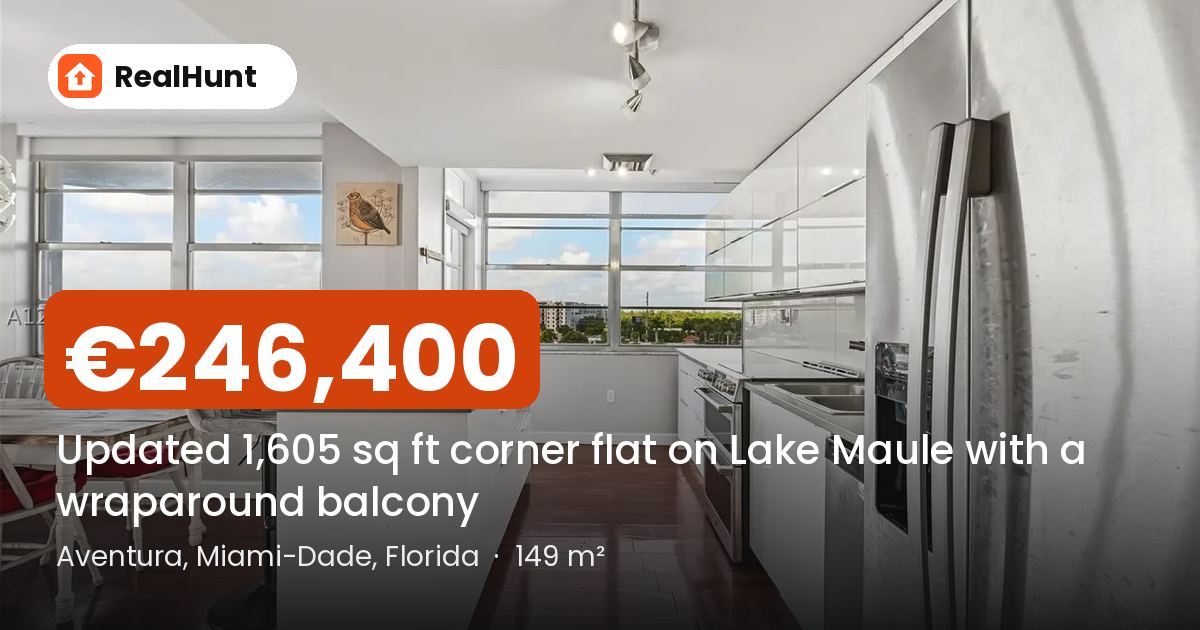 RealHunt
€246,400
Updated 1,605 sq ft corner flat on Lake Maule with a
wraparound balcony
Aventura, Miami-Dade, Florida · 149 m²